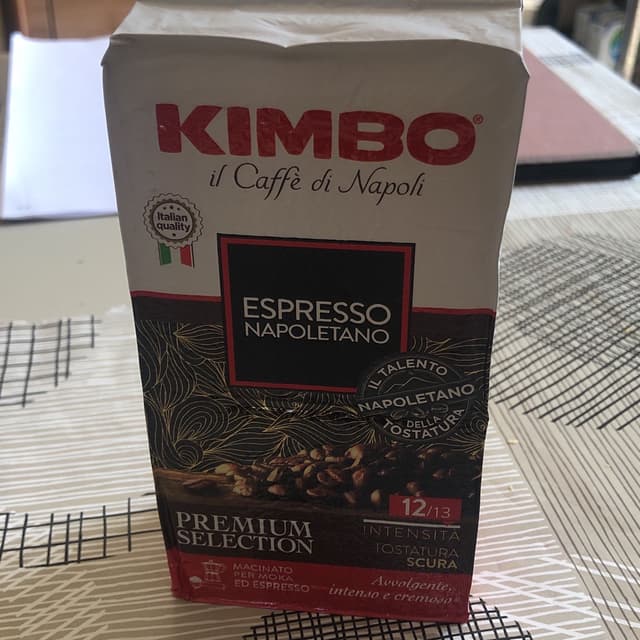 KIMBO®
il Caffè di Napoli
Italian
quality
ESPRESSO
NAPOLETANO
IL TALENTO
NAPOLETANO
DELLA
TOSTATURA
12/13
INTENSITÀ
TOSTATURA
SCURA
PREMIUM
SELECTION
MACINATO
PER MOKA
ED ESPRESSO
Avvolgente,
intenso e cremoso